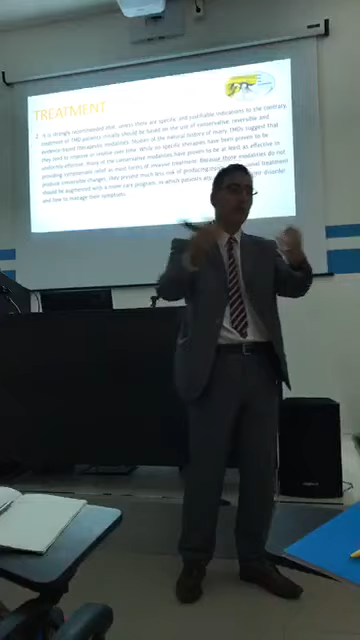 TREATMENT
2. It is strongly recommended that, unless there are specific and justifiable indications to the contrary,
treatment of TMD patients initially should be based on the use of conservative, reversible and
evidence-based therapeutic modalities. Studies of the natural history of many TMDs suggest that
they tend to improve or resolve over time. While no specific therapies have been proven to be
uniformly effective, many of the conservative modalities have proven to be at least as effective in
providing symptomatic relief as most forms of invasive treatment. Because those modalities do not
produce irreversible changes, they present much less risk of producing treatment
should be augmented with a home care program, in which patients are disorder
and how to manage their symptoms.